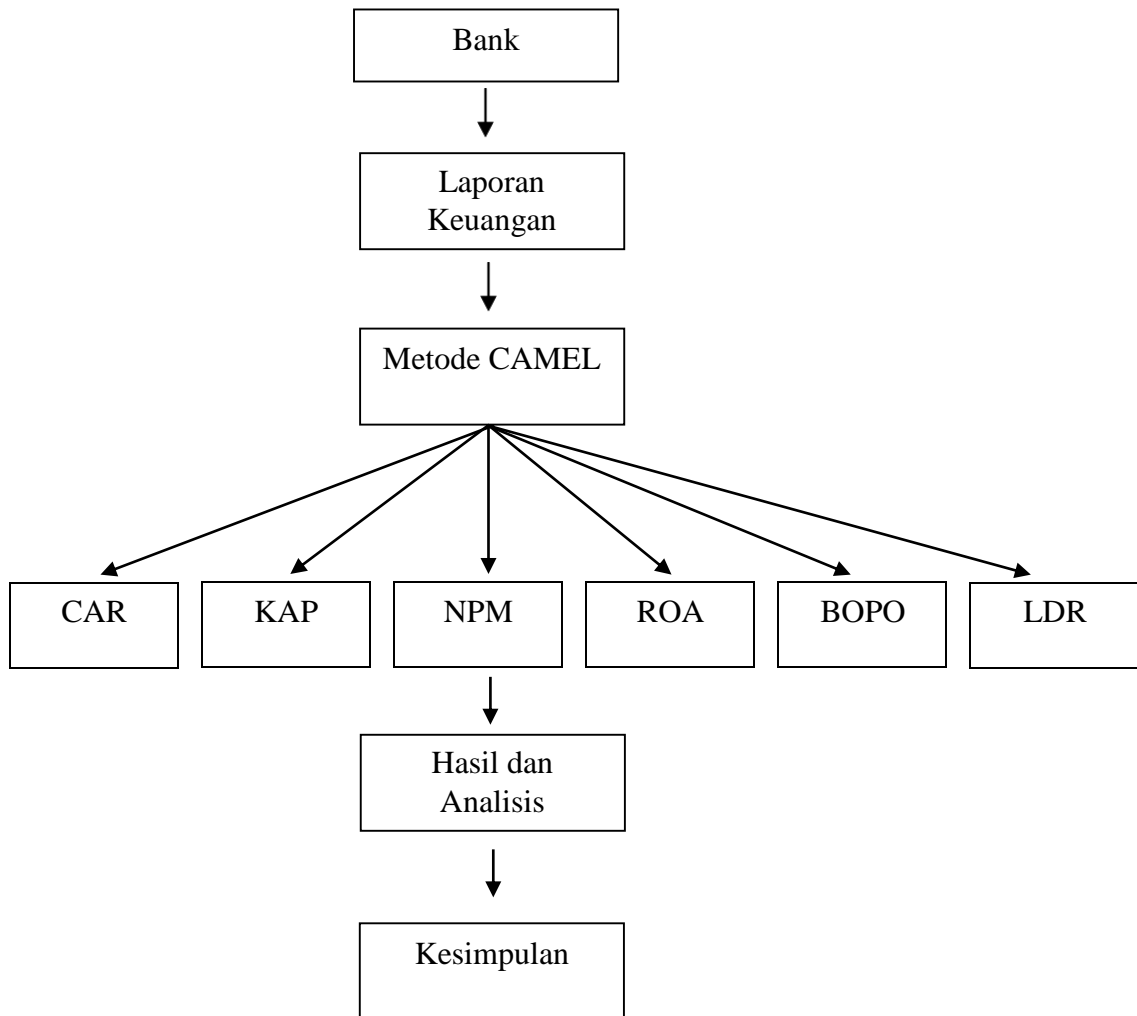 Bank
Laporan
Keuangan
Metode CAMEL
CAR
KAP
NPM
ROA
BOPO
LDR
Hasil dan
Analisis
Kesimpulan